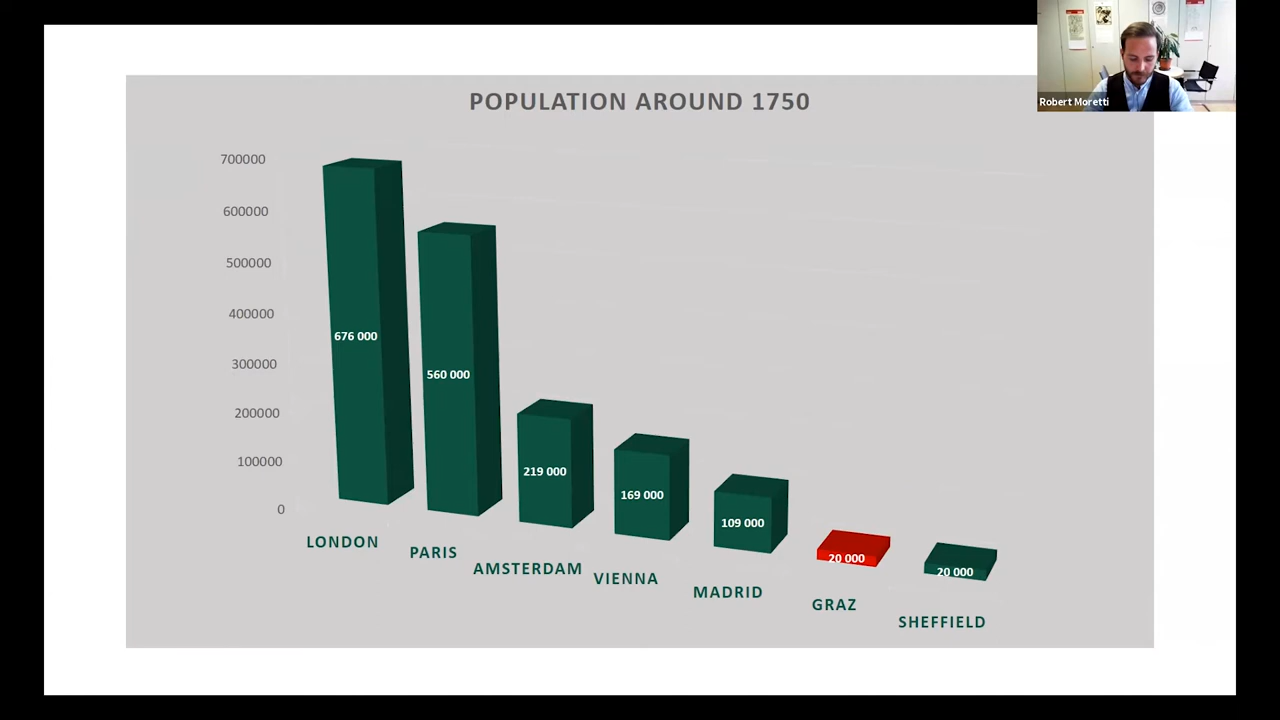 POPULATION AROUND 1750
Robert Moretti
700000
600000
500000
400000
300000
200000
100000
0
676 000
560 000
219 000
169 000
109 000
20 000
20 000
LONDON
PARIS
AMSTERDAM
VIENNA
MADRID
GRAZ
SHEFFIELD